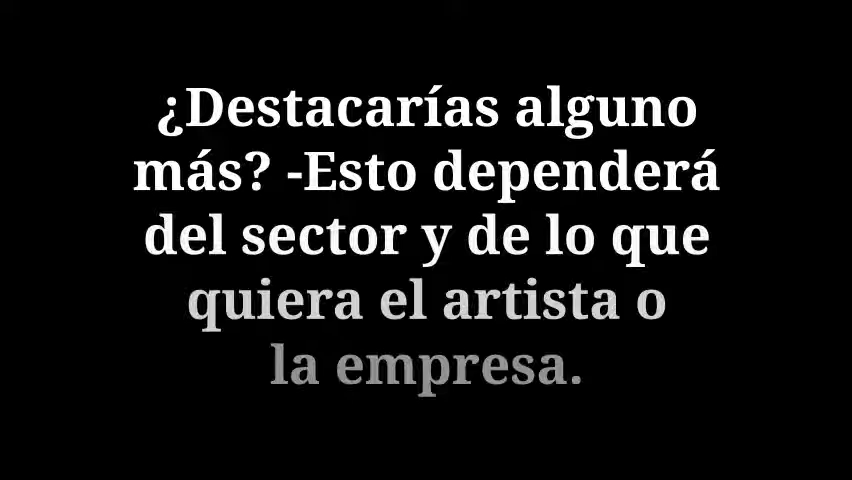 ¿Destacarías alguno
más? -Esto dependerá
del sector y de lo que
quiera el artista o
la empresa.